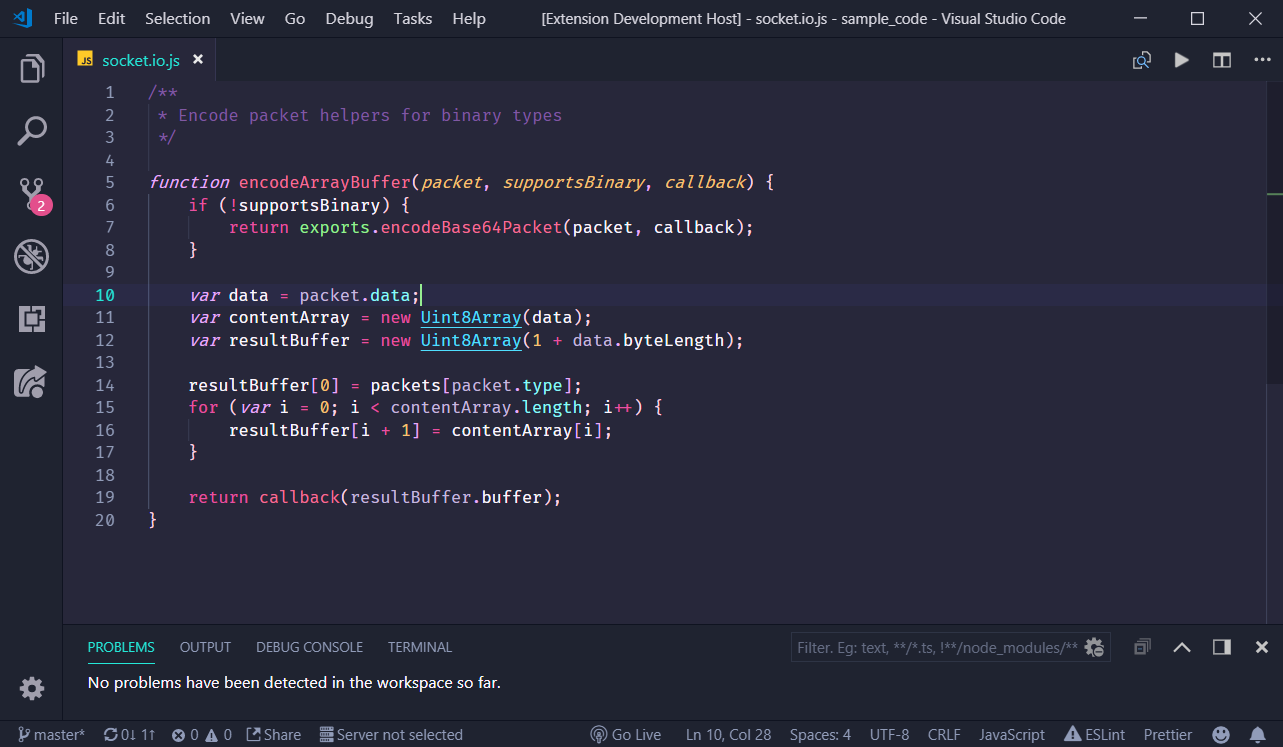 File Edit Selection View Go Debug Tasks Help [Extension Development Host] - socket.io.js - sample_code - Visual Studio Code
JS socket.io.js
1 /**
2 * Encode packet helpers for binary types
3 */
4
5 function encodeArrayBuffer(packet, supportsBinary, callback) {
6 if (!supportsBinary) {
7 return exports.encodeBase64Packet(packet, callback);
8 }
9
10 var data = packet.data;
11 var contentArray = new Uint8Array(data);
12 var resultBuffer = new Uint8Array(1 + data.byteLength);
13
14 resultBuffer[0] = packets[packet.type];
15 for (var i = 0; i < contentArray.length; i++) {
16 resultBuffer[i + 1] = contentArray[i];
17 }
18
19 return callback(resultBuffer.buffer);
20 }
2
PROBLEMS OUTPUT DEBUG CONSOLE TERMINAL Filter. Eg: text, **/*.ts, !**/node_modules/**
No problems have been detected in the workspace so far.
master* 0↓ 1↑ 0 0 Share Server not selected Go Live Ln 10, Col 28 Spaces: 4 UTF-8 CRLF JavaScript ESLint Prettier